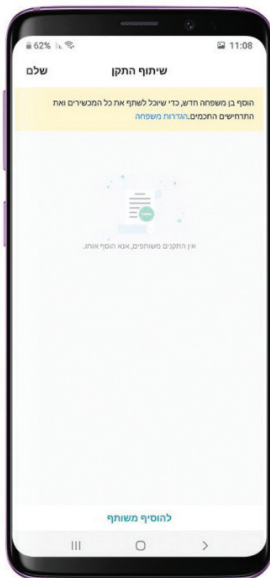 62% 11:08
שיתוף התקן
שלם
הוסף בן משפחה חדש, כדי שיוכל לשתף את כל המכשירים ואת
התרחישים החכמים.הגדרות משפחה
אין התקנים משותפים, אנא הוסף אותו.
להוסיף משותף